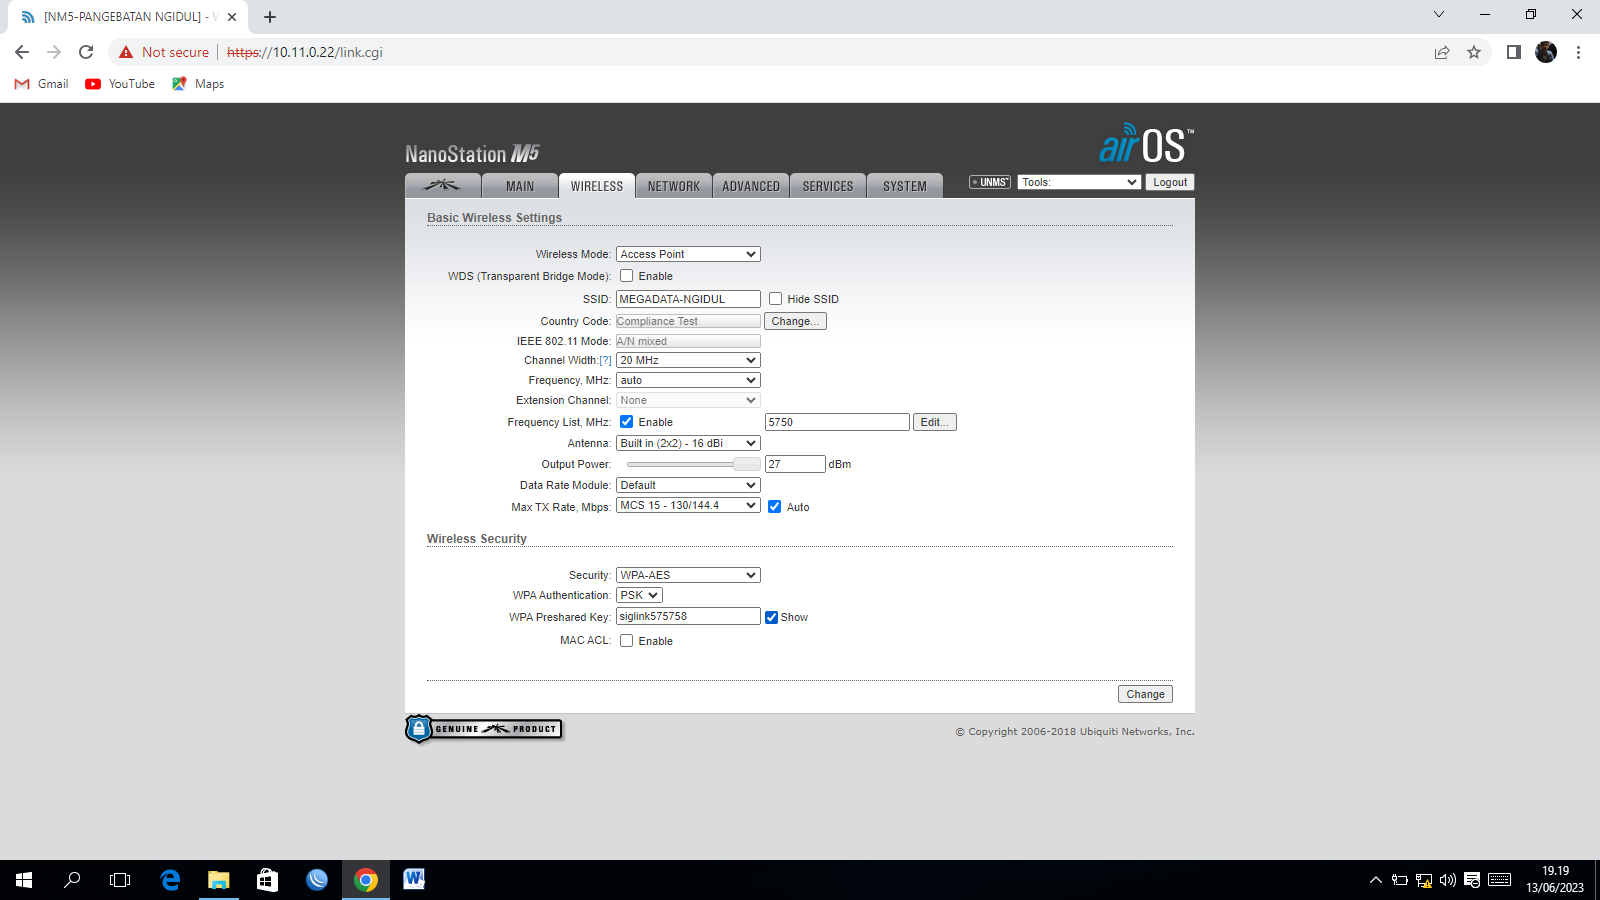 [NM5-PANGEBATAN NGIDUL] - W
Not secure https://10.11.0.22/link.cgi
Gmail YouTube Maps
NanoStation M5
airOS™
MAIN WIRELESS NETWORK ADVANCED SERVICES SYSTEM UNMS™ Tools: Logout
Basic Wireless Settings
Wireless Mode: Access Point
WDS (Transparent Bridge Mode): Enable
SSID: MEGADATA-NGIDUL Hide SSID
Country Code: Compliance Test Change...
IEEE 802.11 Mode: A/N mixed
Channel Width:[?] 20 MHz
Frequency, MHz: auto
Extension Channel: None
Frequency List, MHz: Enable 5750 Edit...
Antenna: Built in (2x2) - 16 dBi
Output Power: 27 dBm
Data Rate Module: Default
Max TX Rate, Mbps: MCS 15 - 130/144.4 Auto
Wireless Security
Security: WPA-AES
WPA Authentication: PSK
WPA Preshared Key: siglink575758 Show
MAC ACL: Enable
Change
GENUINE PRODUCT
© Copyright 2006-2018 Ubiquiti Networks, Inc.
19.19
13/06/2023